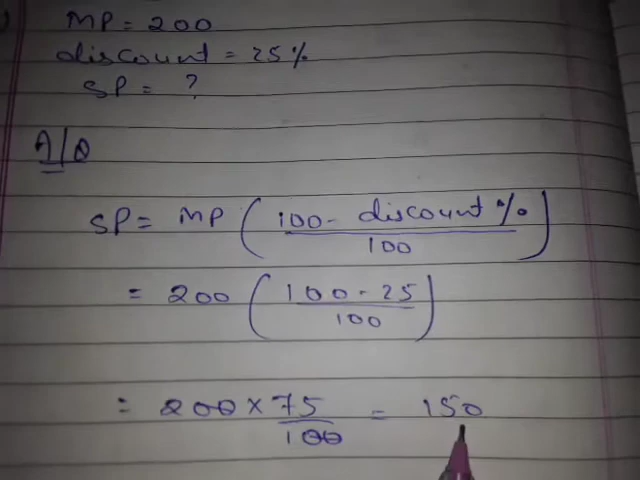 MP = 200
discount = 25%
SP = ?
A/Q
SP = MP ( 100 - discount % / 100 )
= 200 ( 100 - 25 / 100 )
= 200 × 75 / 100 = 150